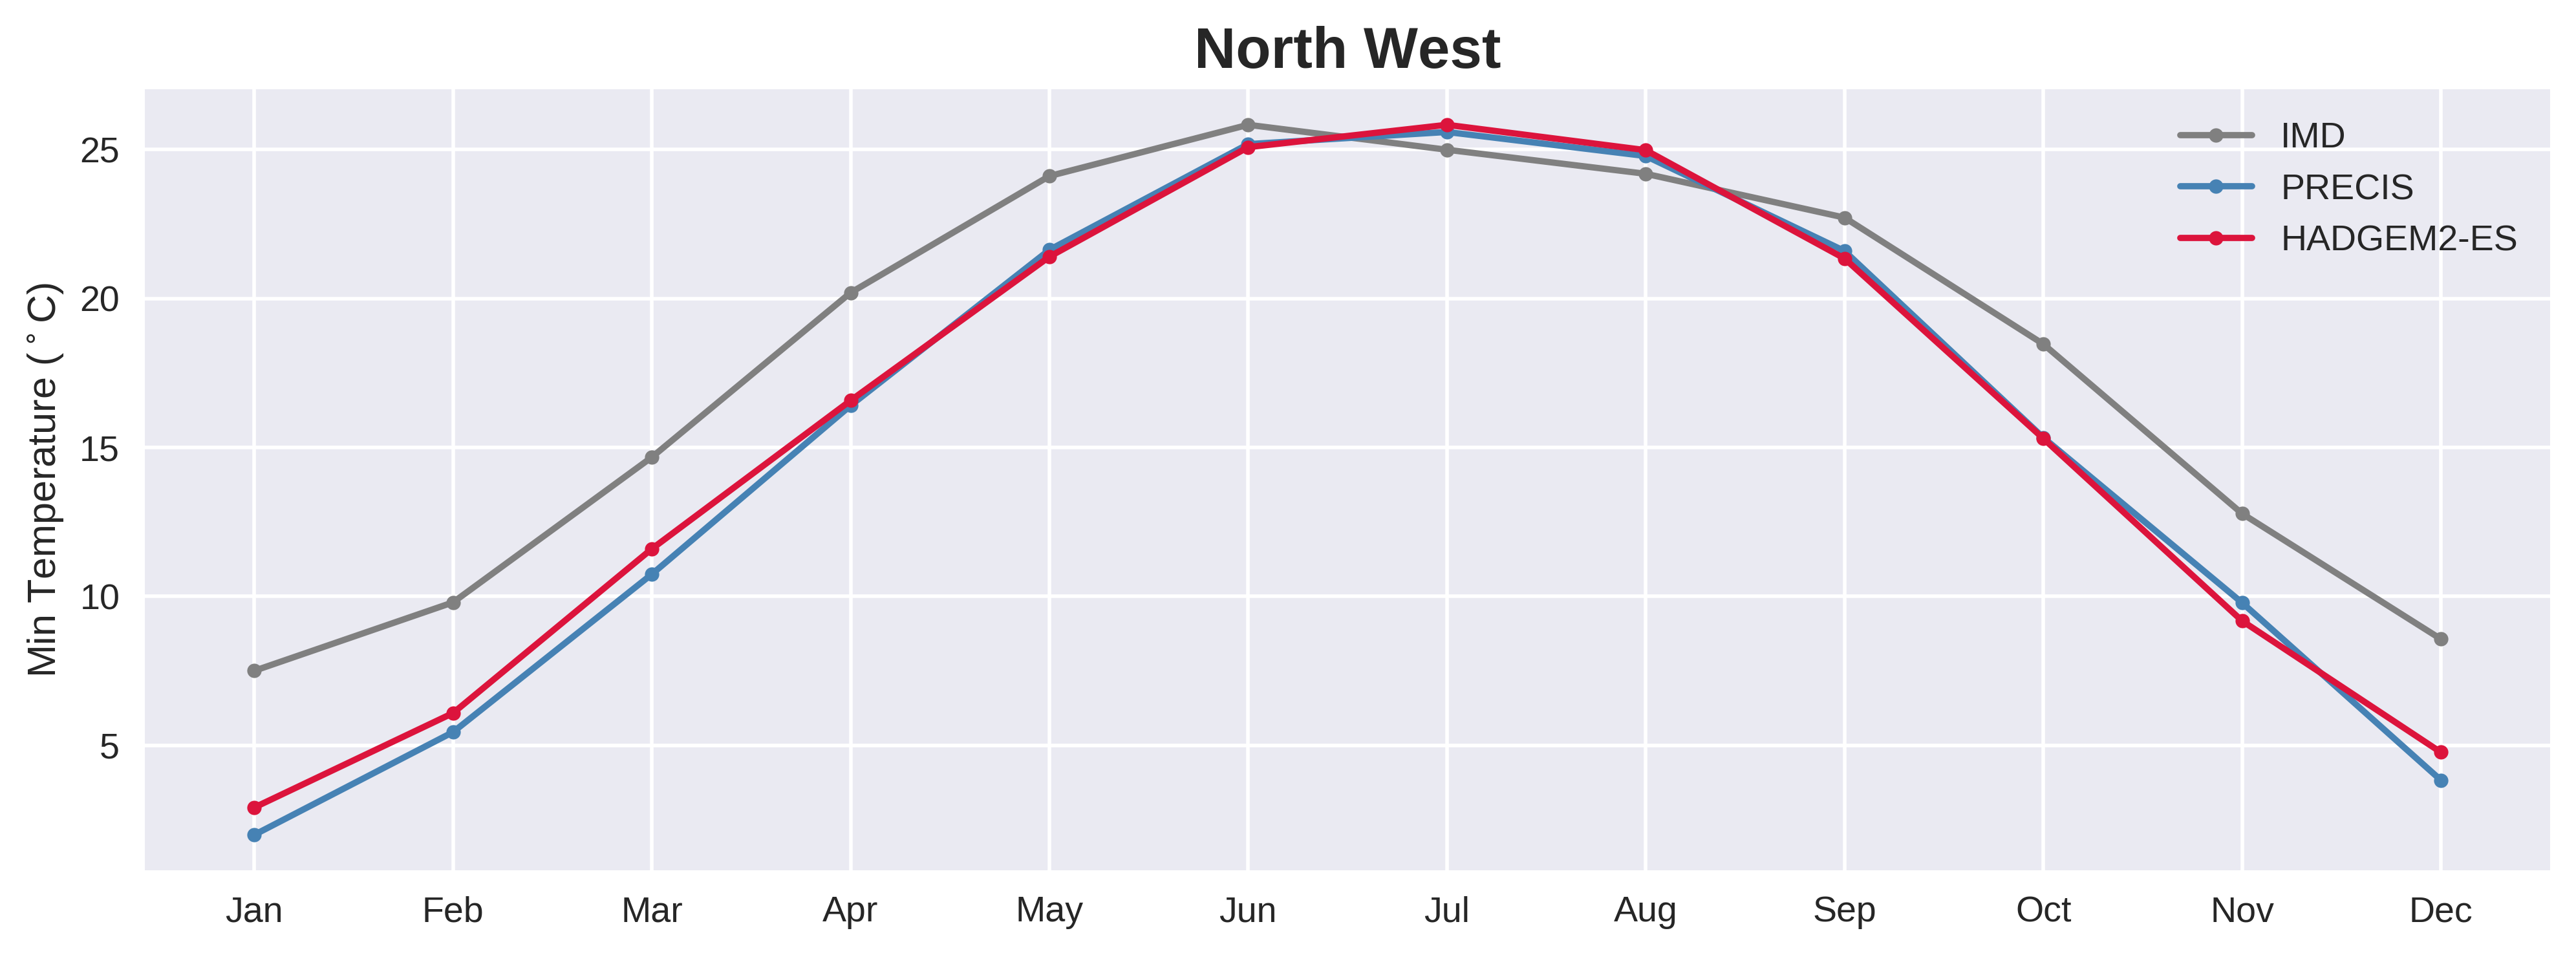 North West
Min Temperature (°C)
25
20
15
10
5
IMD
PRECIS
HADGEM2-ES
Jan Feb Mar Apr May Jun Jul Aug Sep Oct Nov Dec